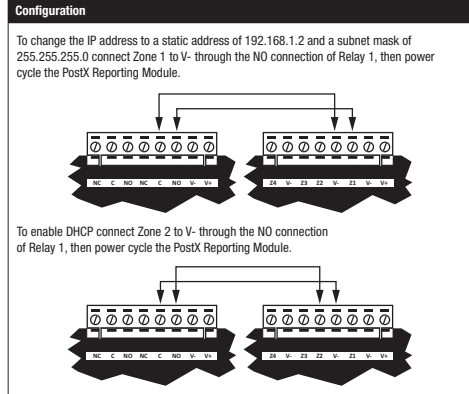 Configuration
To change the IP address to a static address of 192.168.1.2 and a subnet mask of
255.255.255.0 connect Zone 1 to V- through the NO connection of Relay 1, then power
cycle the PostX Reporting Module.
NC C NO NC C NO V- V+
Z4 V- Z3 Z2 V- Z1 V- V+
To enable DHCP connect Zone 2 to V- through the NO connection
of Relay 1, then power cycle the PostX Reporting Module.
NC C NO NC C NO V- V+
Z4 V- Z3 Z2 V- Z1 V- V+